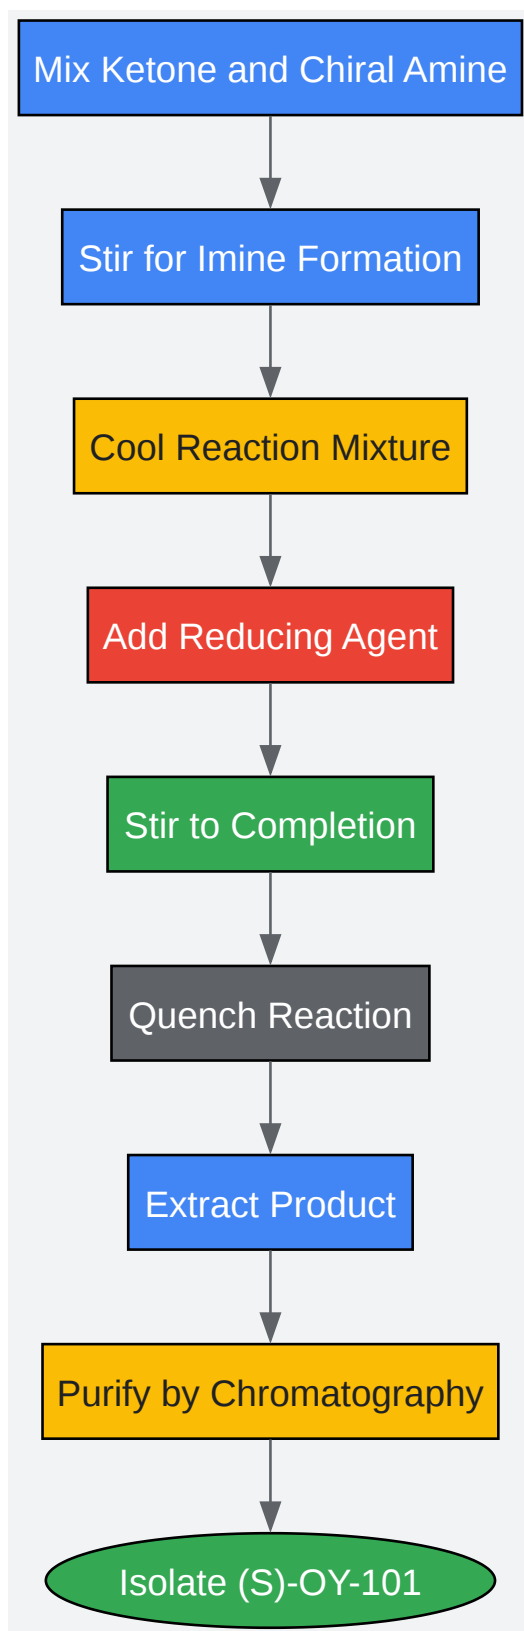 Mix Ketone and Chiral Amine
Stir for Imine Formation
Cool Reaction Mixture
Add Reducing Agent
Stir to Completion
Quench Reaction
Extract Product
Purify by Chromatography
Isolate (S)-OY-101